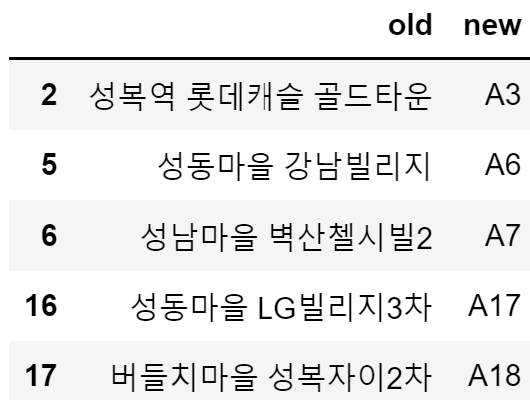 old new
2 성복역 롯데캐슬 골드타운 A3
5 성동마을 강남빌리지 A6
6 성남마을 벽산첼시빌2 A7
16 성동마을 LG빌리지3차 A17
17 버들치마을 성복자이2차 A18